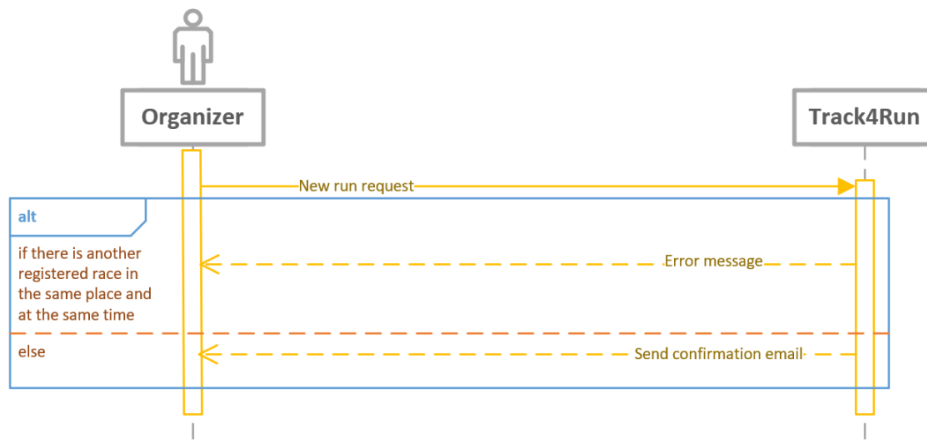 Organizer
Track4Run
New run request
alt
if there is another
registered race in
the same place and
at the same time
Error message
else
Send confirmation email